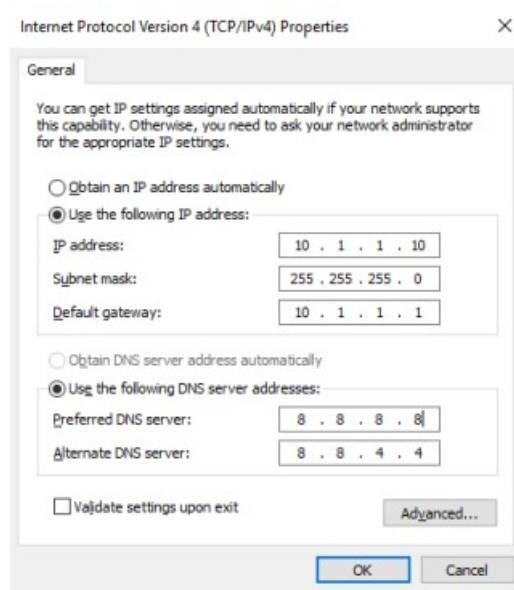 Internet Protocol Version 4 (TCP/IPv4) Properties
General
You can get IP settings assigned automatically if your network supports
this capability. Otherwise, you need to ask your network administrator
for the appropriate IP settings.
Obtain an IP address automatically
Use the following IP address:
IP address: 10 . 1 . 1 . 10
Subnet mask: 255 . 255 . 255 . 0
Default gateway: 10 . 1 . 1 . 1
Obtain DNS server address automatically
Use the following DNS server addresses:
Preferred DNS server: 8 . 8 . 8 . 8
Alternate DNS server: 8 . 8 . 4 . 4
Validate settings upon exit
Advanced...
OK Cancel